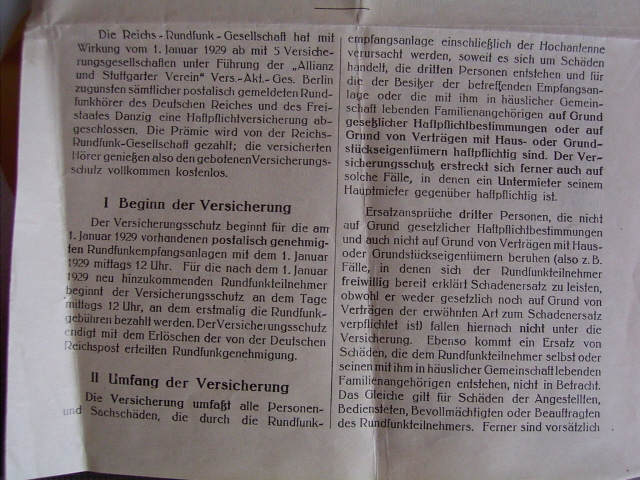 Die Reichs-Rundfunk-Gesellschaft hat mit
Wirkung vom 1. Januar 1929 ab mit 5 Versiche-
rungsgesellschaften unter Führung der „Allianz
und Stuttgarter Verein“ Vers.-Akt.-Ges. Berlin
zugunsten sämtlicher postalisch gemeldeten Rund-
funkhörer des Deutschen Reiches und des Frei-
staates Danzig eine Haftpflichtversicherung ab-
geschlossen. Die Prämie wird von der Reichs-
Rundfunk-Gesellschaft gezahlt; die versicherten
Hörer genießen also den gebotenen Versicherungs-
schutz vollkommen kostenlos.
I Beginn der Versicherung
Der Versicherungsschutz beginnt für die am
1. Januar 1929 vorhandenen postalisch genehmig-
ten Rundfunkempfangsanlagen mit dem 1. Januar
1929 mittags 12 Uhr. Für die nach dem 1. Januar
1929 neu hinzukommenden Rundfunkteilnehmer
beginnt der Versicherungsschutz an dem Tage
mittags 12 Uhr, an dem erstmalig die Rundfunk-
gebühren bezahlt werden. Der Versicherungsschutz
endigt mit dem Erlöschen der von der Deutschen
Reichspost erteilten Rundfunkgenehmigung.
II Umfang der Versicherung
Die Versicherung umfaßt alle Personen-
und Sachschäden, die durch die Rundfunk-
empfangsanlage einschließlich der Hochantenne
verursacht werden, soweit es sich um Schäden
handelt, die dritten Personen entstehen und für
die der Besitzer der betreffenden Empfangsan-
lage oder die mit ihm in häuslicher Gemein-
schaft lebenden Familienangehörigen auf Grund
gesetzlicher Haftpflichtbestimmungen oder auf
Grund von Verträgen mit Haus- oder Grund-
stückseigentümern haftpflichtig sind. Der Ver-
sicherungsschutz erstreckt sich ferner auch auf
solche Fälle, in denen ein Untermieter seinem
Hauptmieter gegenüber haftpflichtig ist.
Ersatzansprüche dritter Personen, die nicht
auf Grund gesetzlicher Haftpflichtbestimmungen
und auch nicht auf Grund von Verträgen mit Haus-
oder Grundstückseigentümern beruhen (also z. B.
Fälle, in denen sich der Rundfunkteilnehmer
freiwillig bereit erklärt Schadenersatz zu leisten,
obwohl er weder gesetzlich noch auf Grund von
Verträgen der erwähnten Art zum Schadenersatz
verpflichtet ist) fallen hiernach nicht unter die
Versicherung. Ebenso kommt ein Ersatz von
Schäden, die dem Rundfunkteilnehmer selbst oder
seinen mit ihm in häuslicher Gemeinschaft lebenden
Familienangehörigen entstehen, nicht in Betracht.
Das Gleiche gilt für Schäden der Angestellten,
Bediensteten, Bevollmächtigten oder Beauftragten
des Rundfunkteilnehmers. Ferner sind vorsätzlich